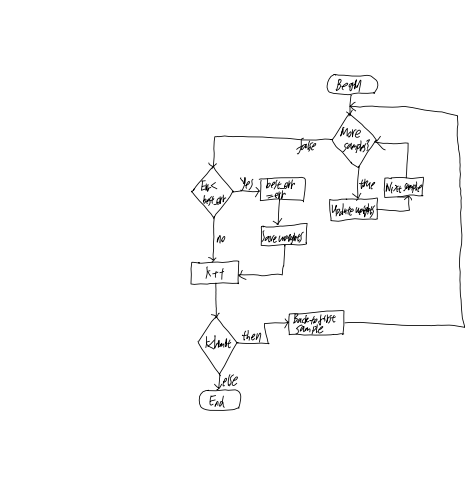 Begin
More
samples?
false
true
Next sample
Update weights
Err<
best_err
Yes
best_err
= err
Save weights
no
k++
k<limit
then
Back to first
sample
else
End